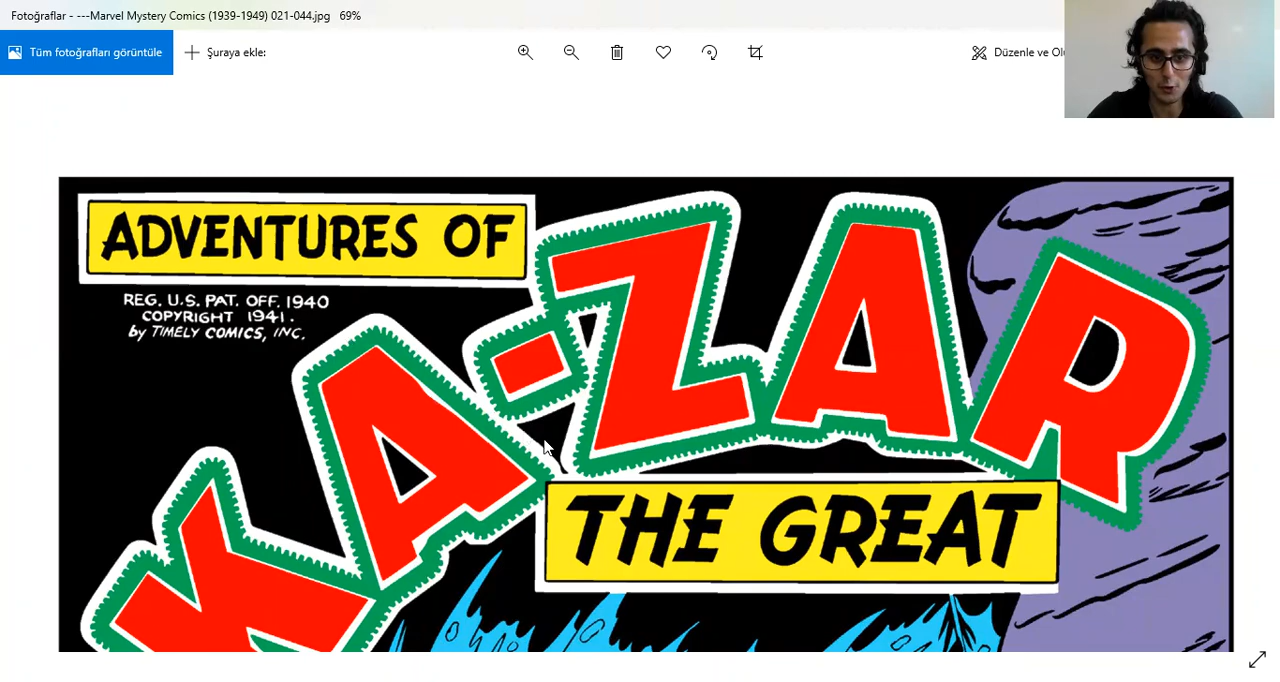 Fotoğraflar - ---Marvel Mystery Comics (1939-1949) 021-044.jpg 69%
Tüm fotoğrafları görüntüle
Şuraya ekle:
Düzenle ve Olu
ADVENTURES OF
REG. U.S. PAT. OFF. 1940
COPYRIGHT 1941.
by TIMELY COMICS, INC.
KA-ZAR
THE GREAT